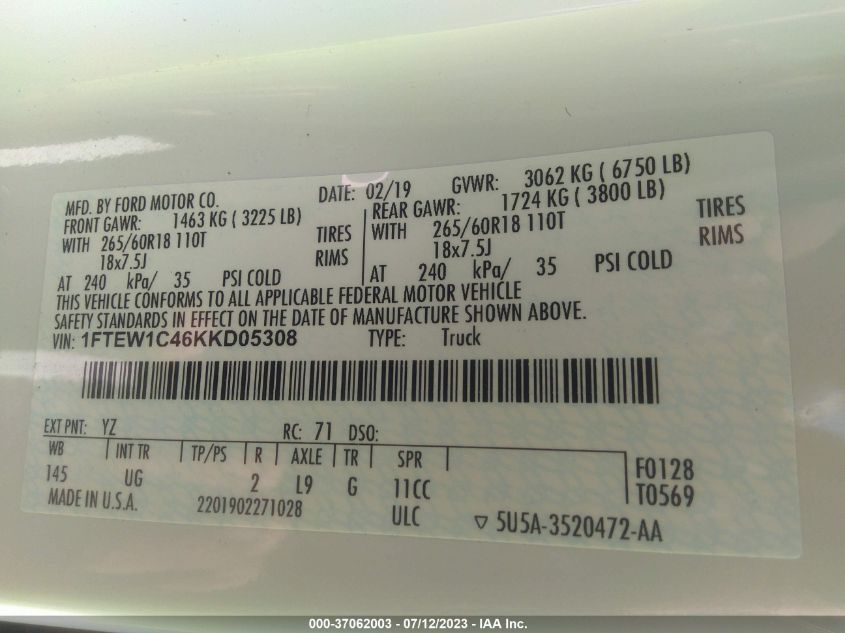 MFD. BY FORD MOTOR CO. DATE: 02/19 GVWR: 3062 KG ( 6750 LB)
FRONT GAWR: 1463 KG ( 3225 LB) REAR GAWR: 1724 KG ( 3800 LB)
WITH 265/60R18 110T TIRES WITH 265/60R18 110T TIRES
18x7.5J RIMS 18x7.5J RIMS
AT 240 kPa/ 35 PSI COLD AT 240 kPa/ 35 PSI COLD
THIS VEHICLE CONFORMS TO ALL APPLICABLE FEDERAL MOTOR VEHICLE
SAFETY STANDARDS IN EFFECT ON THE DATE OF MANUFACTURE SHOWN ABOVE.
VIN: 1FTEW1C46KKD05308 TYPE: Truck
EXT PNT: YZ RC: 71 DSO:
WB INT TR TP/PS R AXLE TR SPR
145 UG 2 L9 G 11CC F0128
MADE IN U.S.A. 2201902271028 ULC T0569
▽ 5U5A-3520472-AA
000-37062003 - 07/12/2023 - IAA Inc.